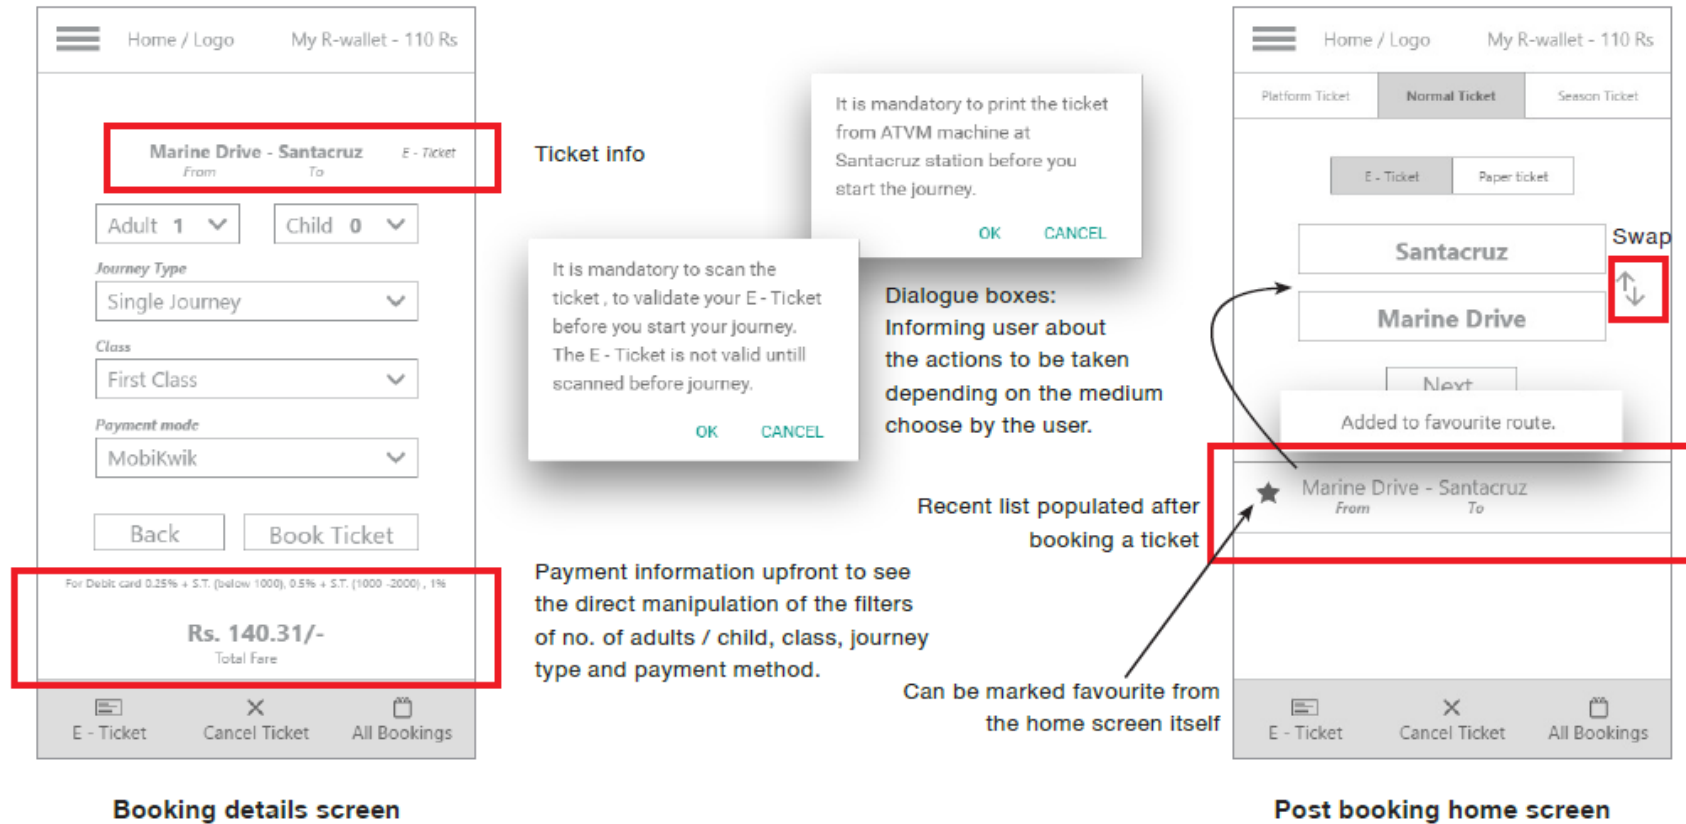 Home / Logo My R-wallet - 110 Rs
Marine Drive - Santacruz E - Ticket
From To
Adult 1 Child 0
Journey Type
Single Journey
Class
First Class
Payment mode
MobiKwik
Back Book Ticket
For Debit card 0.25% + S.T. (below 1000), 0.5% + S.T. (1000 -2000) , 1%
Rs. 140.31/-
Total Fare
E - Ticket Cancel Ticket All Bookings
Booking details screen
Ticket info
It is mandatory to print the ticket
from ATVM machine at
Santacruz station before you
start the journey.
OK CANCEL
It is mandatory to scan the
ticket , to validate your E - Ticket
before you start your journey.
The E - Ticket is not valid untill
scanned before journey.
OK CANCEL
Dialogue boxes:
Informing user about
the actions to be taken
depending on the medium
choose by the user.
Recent list populated after
booking a ticket
Payment information upfront to see
the direct manipulation of the filters
of no. of adults / child, class, journey
type and payment method.
Can be marked favourite from
the home screen itself
Home / Logo My R-wallet - 110 Rs
Platform Ticket Normal Ticket Season Ticket
E - Ticket Paper ticket
Santacruz
Swap
Marine Drive
Next
Added to favourite route.
Marine Drive - Santacruz
From To
E - Ticket Cancel Ticket All Bookings
Post booking home screen